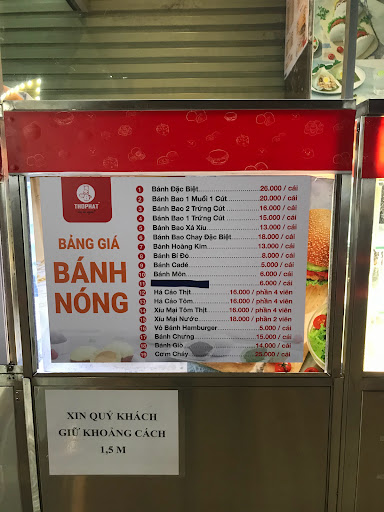 THOPHAT
BẢNG GIÁ
BÁNH
NÓNG
1 Bánh Đặc Biệt 26.000 / cái
2 Bánh Bao 1 Muối 1 Cút 20.000 / cái
3 Bánh Bao 2 Trứng Cút 16.000 / cái
4 Bánh Bao 1 Trứng Cút 15.000 / cái
5 Bánh Bao Xá Xíu 13.000 / cái
6 Bánh Bao Chay Đặc Biệt 18.000 / cái
7 Bánh Hoàng Kim 13.000 / cái
8 Bánh Bí Đỏ 8.000 / cái
9 Bánh Cadé 5.000 / cái
10 Bánh Môn 6.000 / cái
11 6.000 / cái
12 Há Cảo Thịt 16.000 / phần 4 viên
13 Há Cảo Tôm 16.000 / phần 4 viên
14 Xíu Mại Tôm Thịt 16.000 / phần 4 viên
15 Xíu Mại Nước 18.000 / phần 2 viên
16 Vỏ Bánh Hamburger 5.000 / cái
17 Bánh Chưng 15.000 / cái
18 Bánh Giò 14.000 / cái
19 Cơm Cháy 25.000 / cái
XIN QUÝ KHÁCH
GIỮ KHOẢNG CÁCH
1,5 M